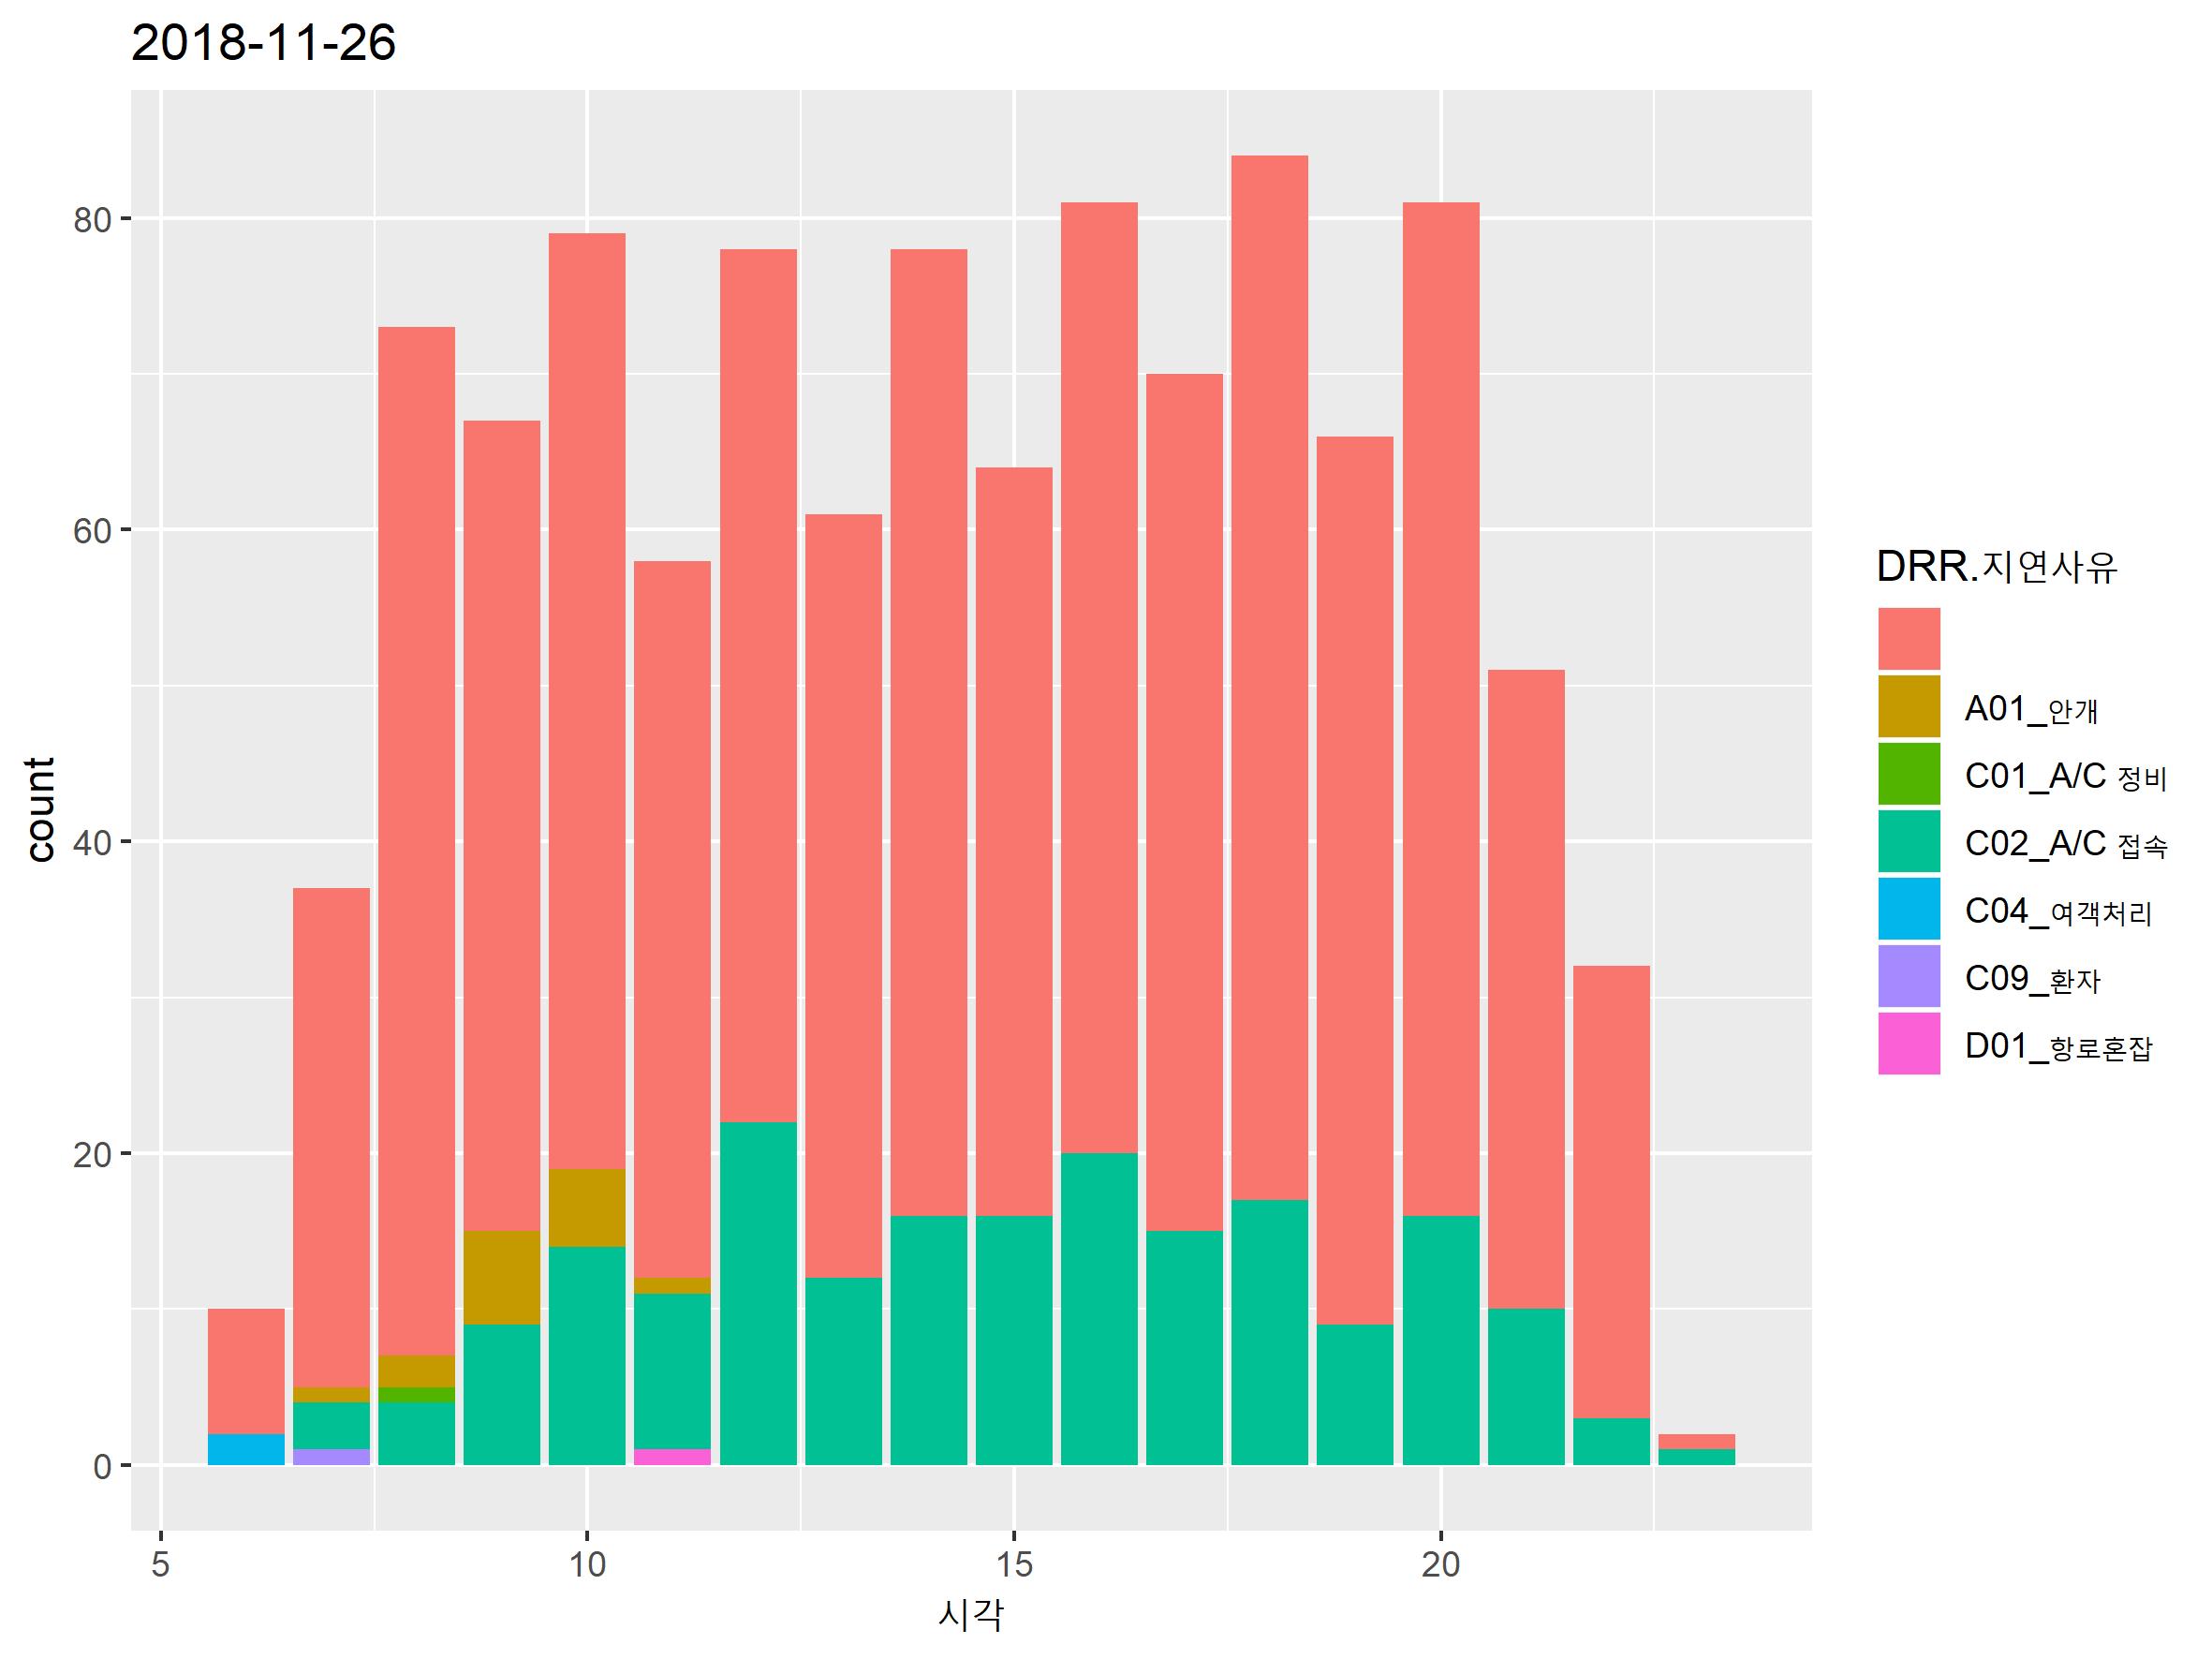 2018-11-26
80
60
40
20
0
count
5 10 15 20
시각
DRR.지연사유
A01_안개
C01_A/C 정비
C02_A/C 접속
C04_여객처리
C09_환자
D01_항로혼잡